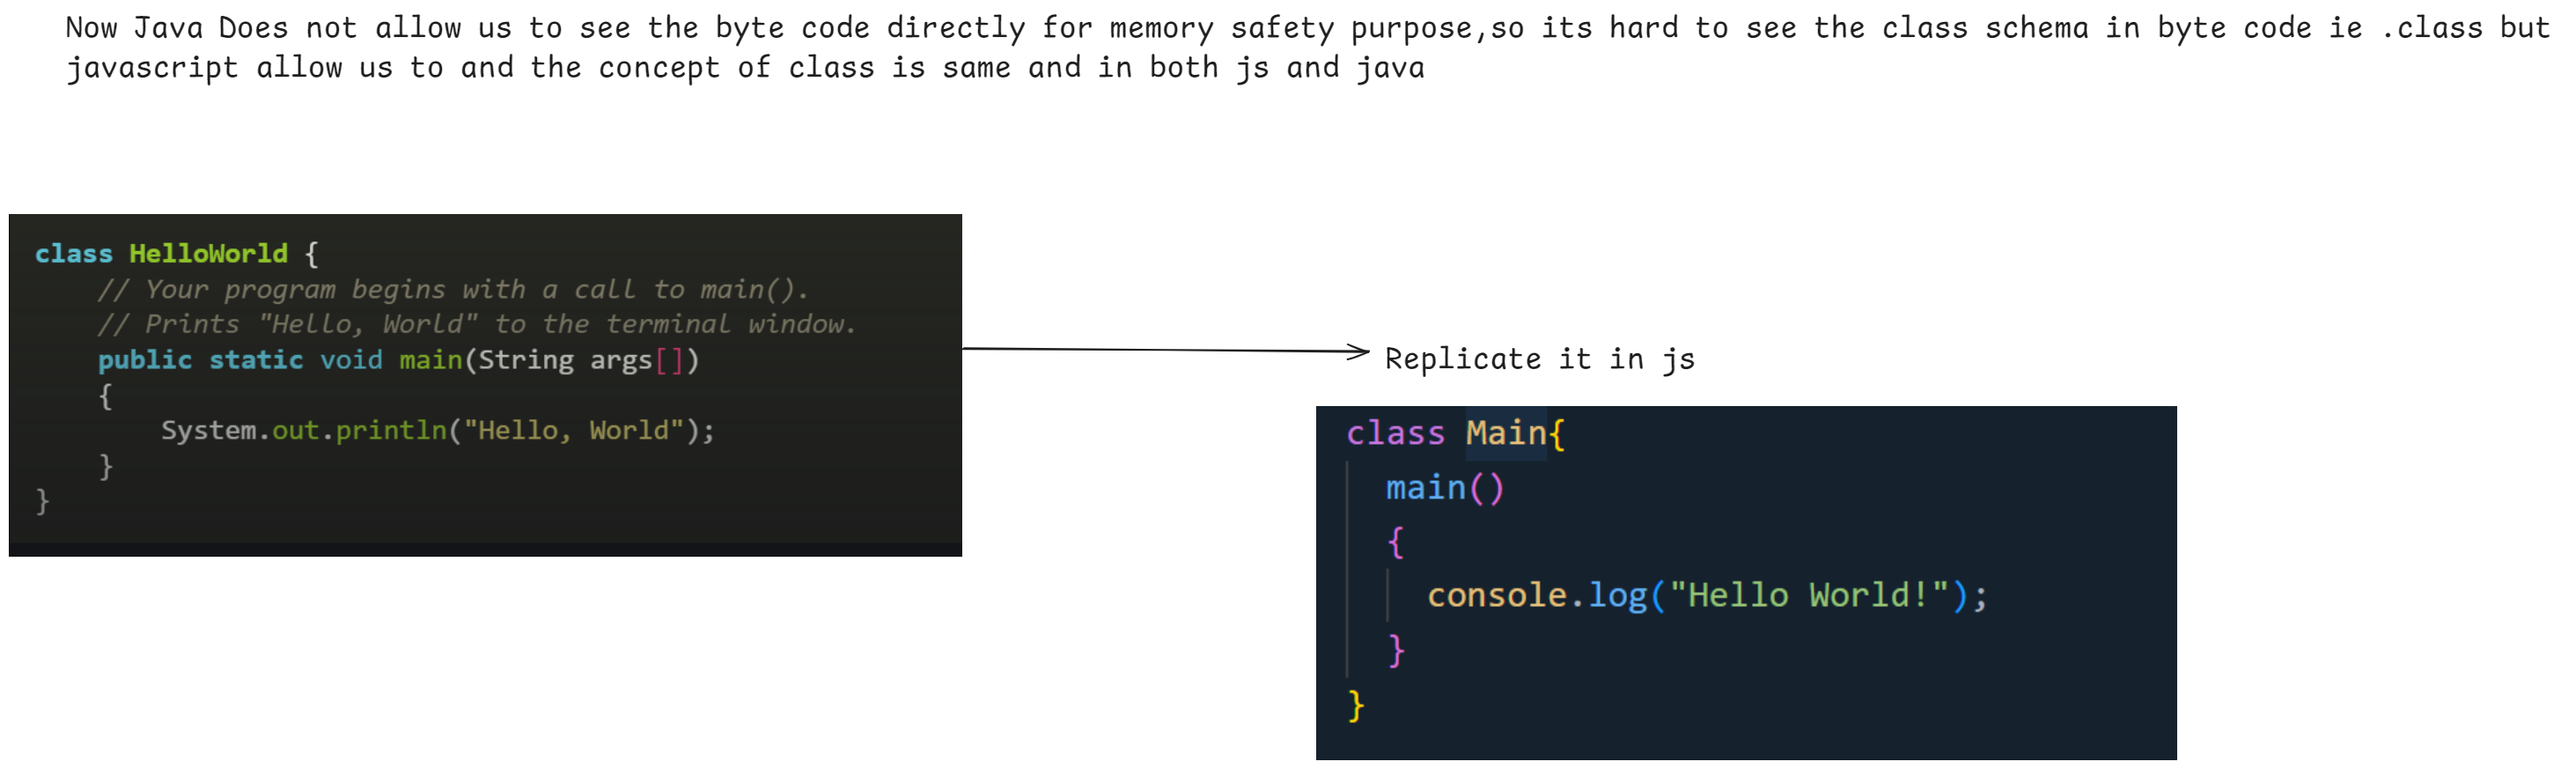 Now Java Does not allow us to see the byte code directly for memory safety purpose,so its hard to see the class schema in byte code ie .class but
javascript allow us to and the concept of class is same and in both js and java
class HelloWorld {
// Your program begins with a call to main().
// Prints "Hello, World" to the terminal window.
public static void main(String args[])
{
System.out.println("Hello, World");
}
}
Replicate it in js
class Main{
main()
{
console.log("Hello World!");
}
}